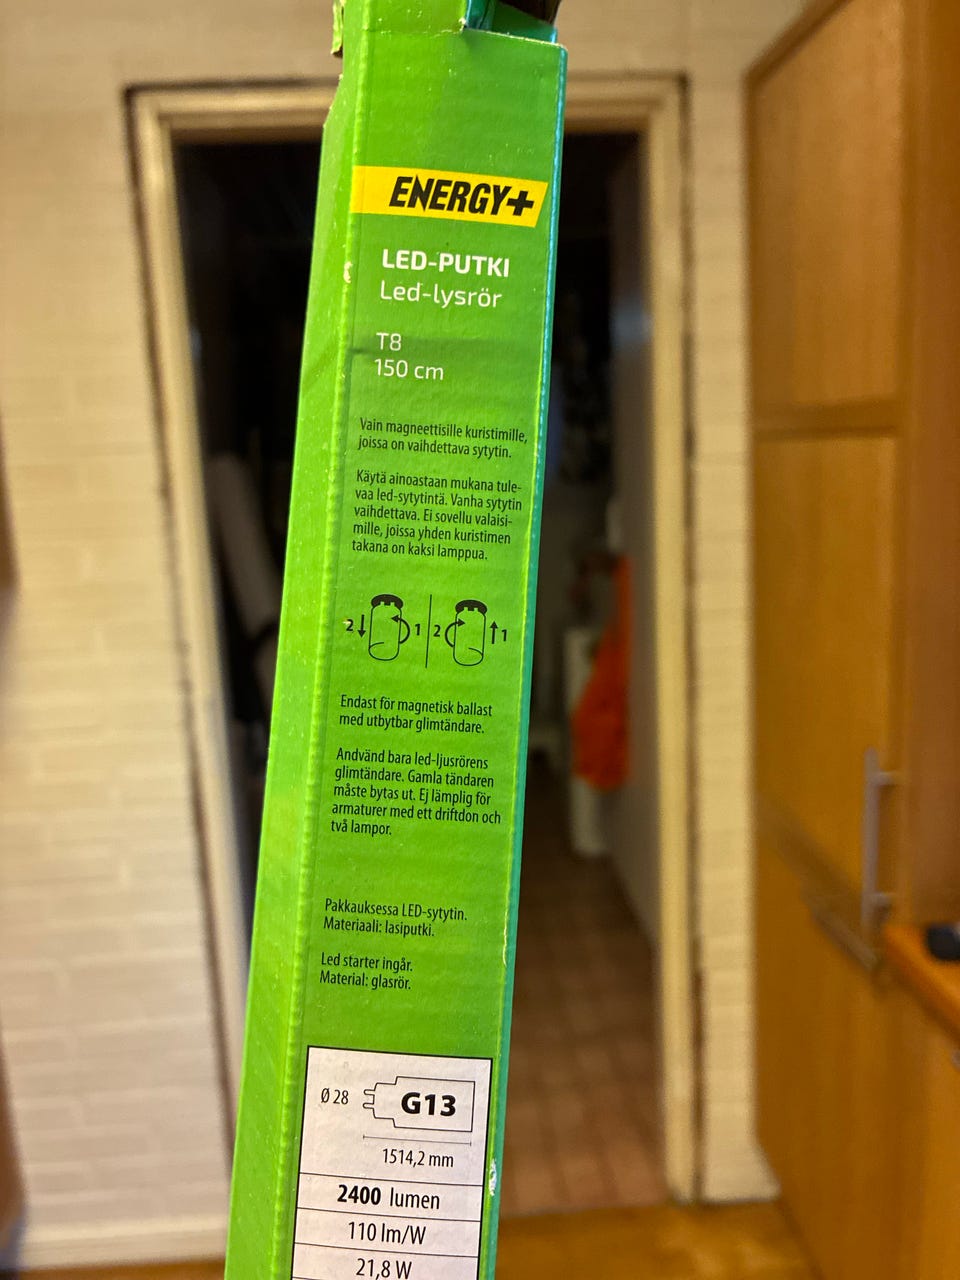 ENERGY+
LED-PUTKI
Led-lysrör
T8
150 cm
Vain magneettisille kuristimille,
joissa on vaihdettava sytytin.
Käytä ainoastaan mukana tule-
vaa led-sytytintä. Vanha sytytin
vaihdettava. Ei sovellu valaisi-
mille, joissa yhden kuristimen
takana on kaksi lamppua.
2 1 2 1
Endast för magnetisk ballast
med utbytbar glimtändare.
Andvänd bara led-ljusrörens
glimtändare. Gamla tändaren
måste bytas ut. Ej lämplig för
armaturer med ett driftdon och
två lampor.
Pakkauksessa LED-sytytin.
Materiaali: lasiputki.
Led starter ingår.
Material: glasrör.
Ø 28 G13
1514,2 mm
2400 lumen
110 lm/W
21,8 W